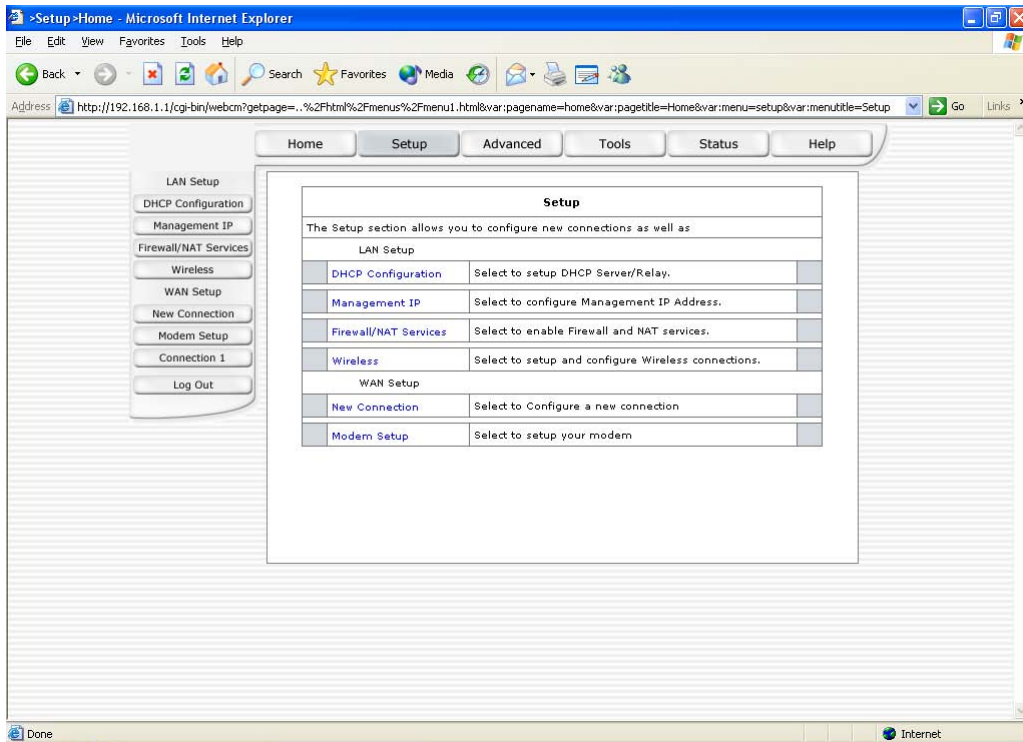 >Setup>Home - Microsoft Internet Explorer
File Edit View Favorites Tools Help
Back Search Favorites Media
Address http://192.168.1.1/cgi-bin/webcm?getpage=..%2Fhtml%2Fmenus%2Fmenu1.html&var:pagename=home&var:pagetitle=Home&var:menu=setup&var:menutitle=Setup Go Links
Home Setup Advanced Tools Status Help
LAN Setup
DHCP Configuration
Management IP
Firewall/NAT Services
Wireless
WAN Setup
New Connection
Modem Setup
Connection 1
Log Out
Setup
The Setup section allows you to configure new connections as well as
LAN Setup
DHCP Configuration Select to setup DHCP Server/Relay.
Management IP Select to configure Management IP Address.
Firewall/NAT Services Select to enable Firewall and NAT services.
Wireless Select to setup and configure Wireless connections.
WAN Setup
New Connection Select to Configure a new connection
Modem Setup Select to setup your modem
Done Internet